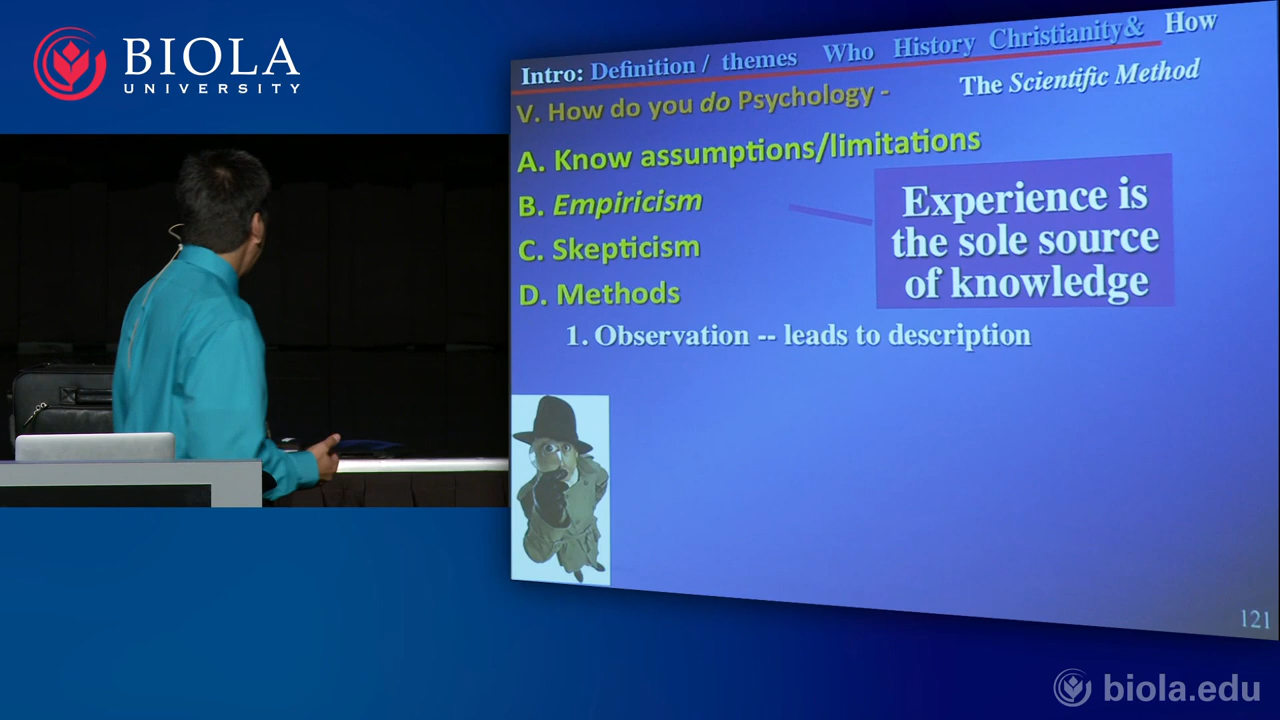 BIOLA
UNIVERSITY
Intro: Definition / themes Who History Christianity& How
V. How do you do Psychology - The Scientific Method
A. Know assumptions/limitations
B. Empiricism
C. Skepticism
D. Methods
1. Observation -- leads to description
Experience is
the sole source
of knowledge
121
biola.edu